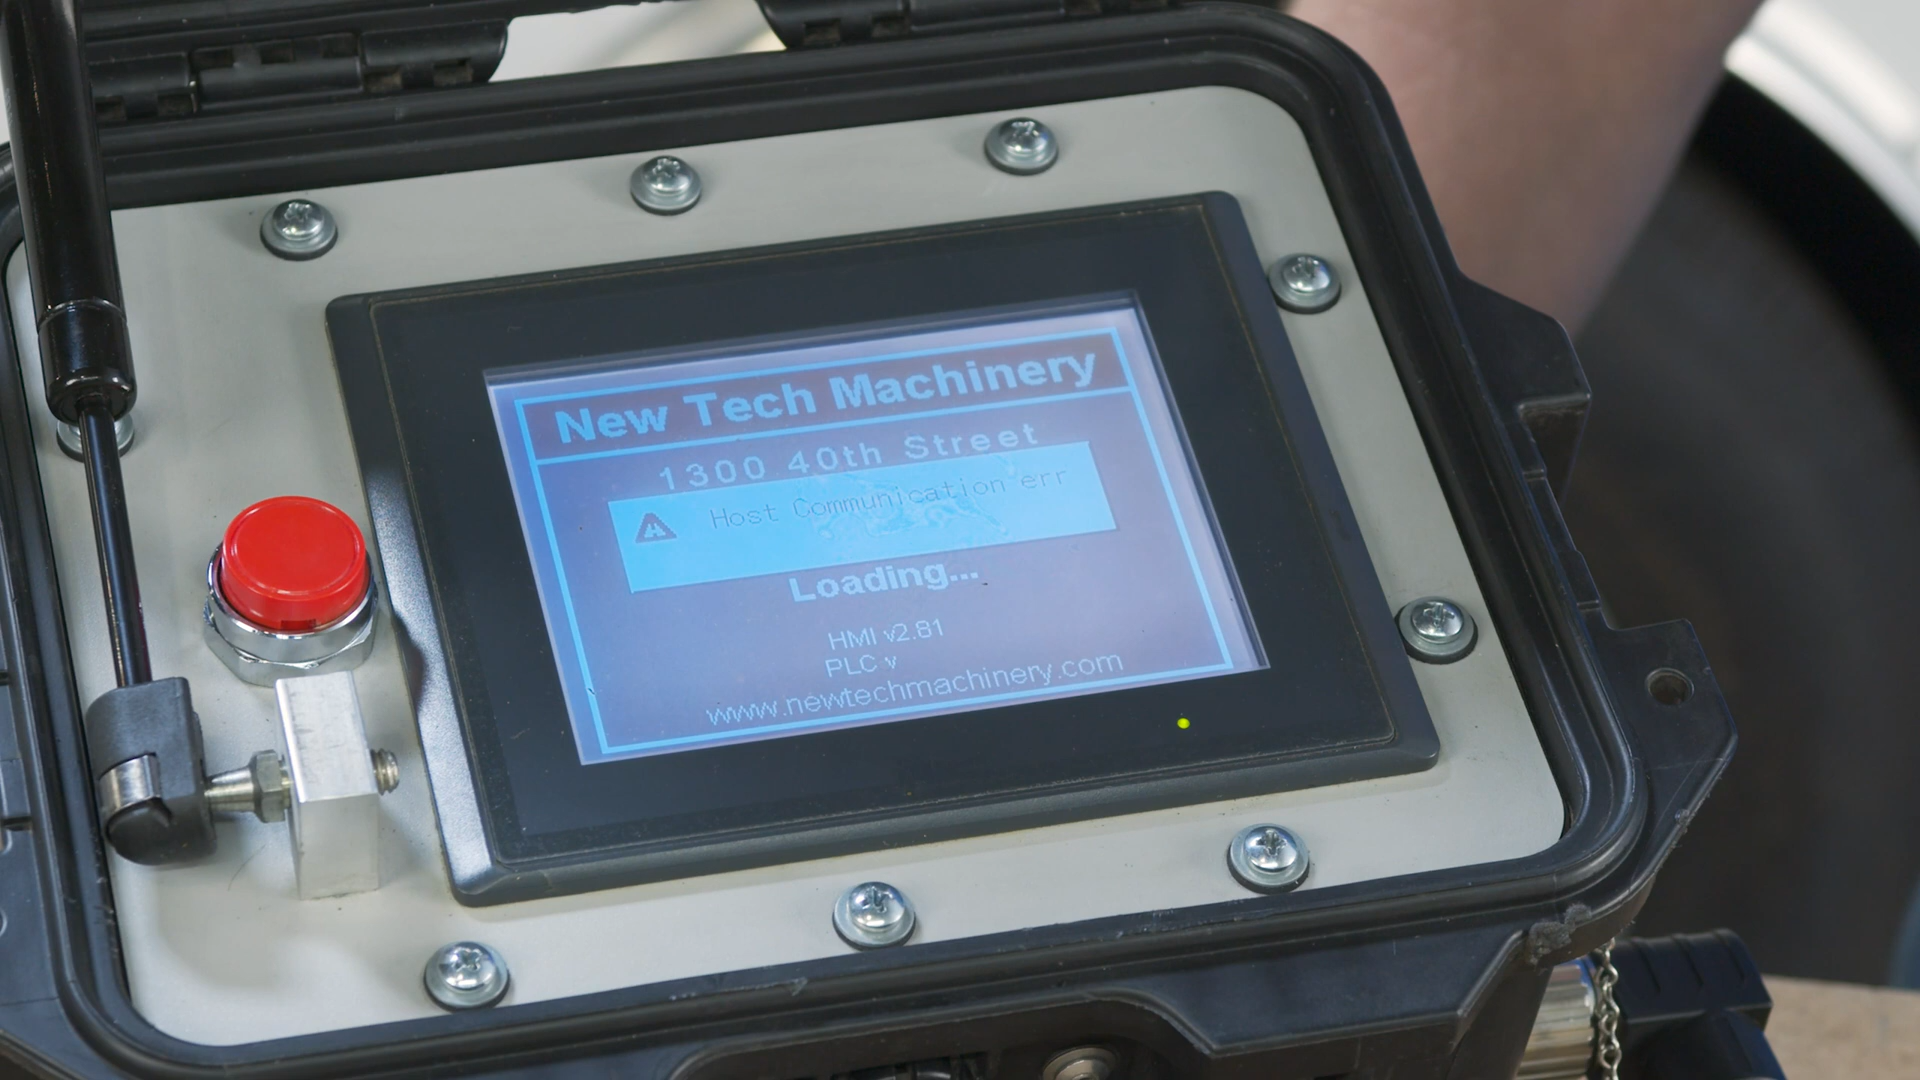 New Tech Machinery
1300 40th Street
Host Communication err
Loading...
HMI v2.81
PLC v
www.newtechmachinery.com